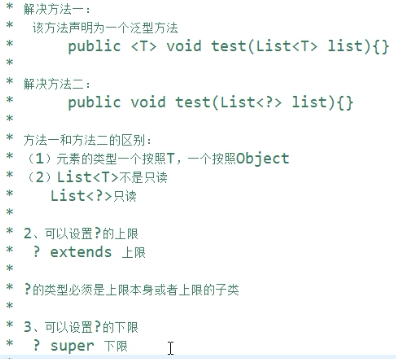 * 解决方法一：
* 该方法声明为一个泛型方法
* public <T> void test(List<T> list){}
*
* 解决方法二：
* public void test(List<?> list){}
*
* 方法一和方法二的区别：
* （1）元素的类型一个按照T，一个按照Object
* （2）List<T>不是只读
* List<?>只读
*
* 2、可以设置?的上限
* ? extends 上限
*
* ?的类型必须是上限本身或者上限的子类
*
* 3、可以设置?的下限
* ? super 下限